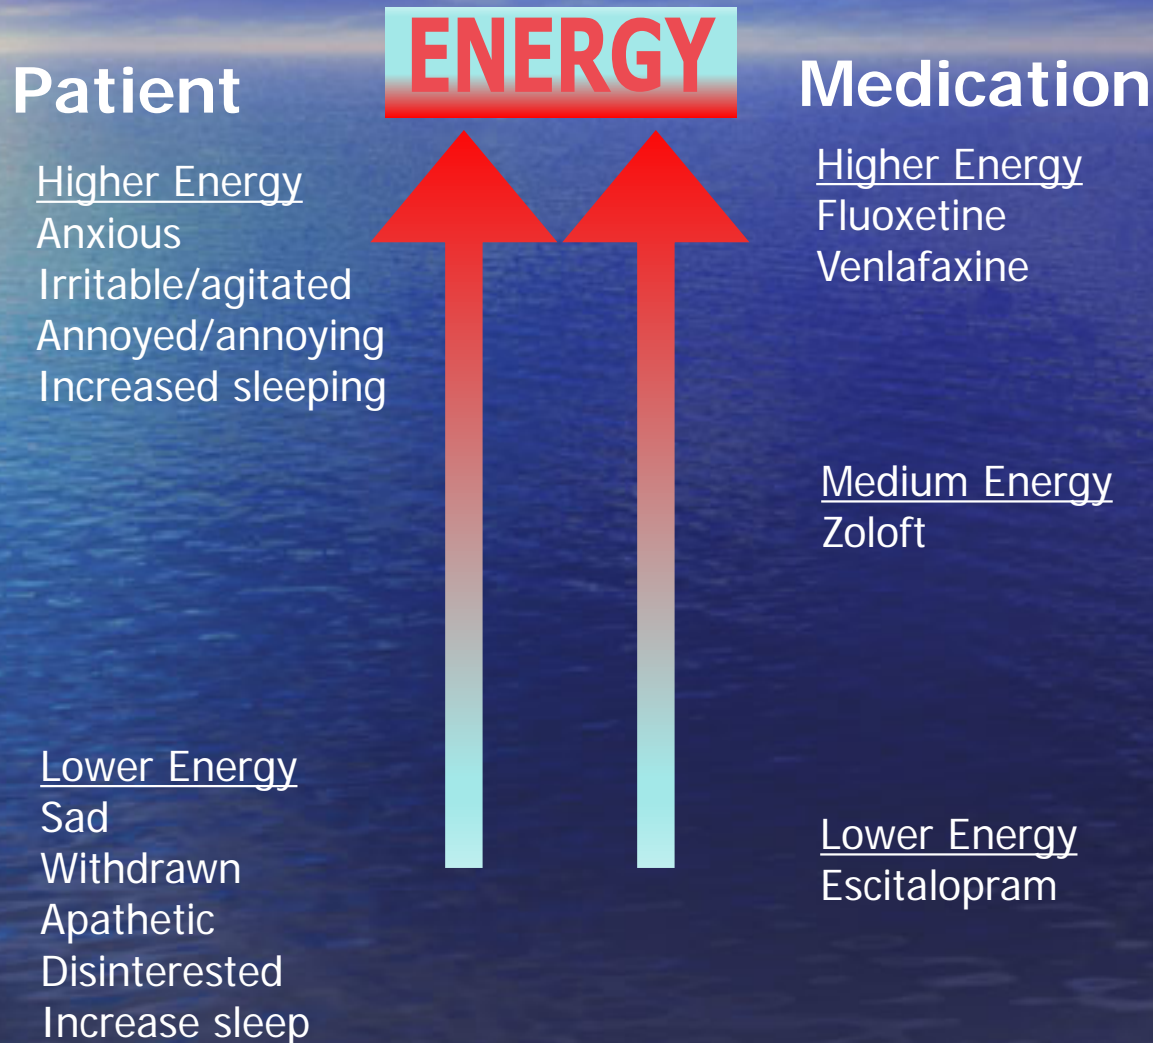 ENERGY
Patient
Medication
Higher Energy
Anxious
Irritable/agitated
Annoyed/annoying
Increased sleeping
Lower Energy
Sad
Withdrawn
Apathetic
Disinterested
Increase sleep
Higher Energy
Fluoxetine
Venlafaxine
Medium Energy
Zoloft
Lower Energy
Escitalopram